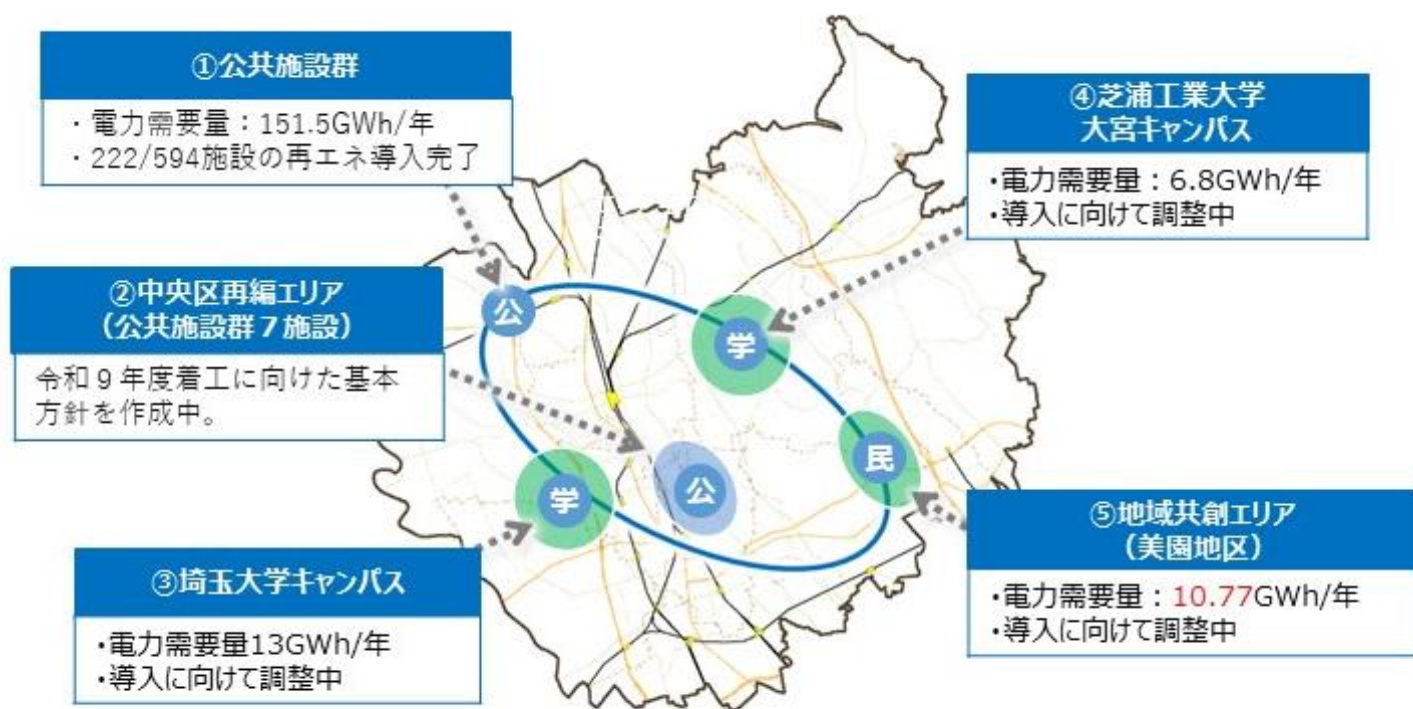 ①公共施設群
・電力需要量：151.5GWh/年
・222/594施設の再エネ導入完了
②中央区再編エリア
（公共施設群７施設）
令和９年度着工に向けた基本
方針を作成中。
③埼玉大学キャンパス
•電力需要量13GWh/年
•導入に向けて調整中
④芝浦工業大学
大宮キャンパス
•電力需要量：6.8GWh/年
•導入に向けて調整中
⑤地域共創エリア
（美園地区）
•電力需要量：10.77GWh/年
•導入に向けて調整中
公
学
民
学
公